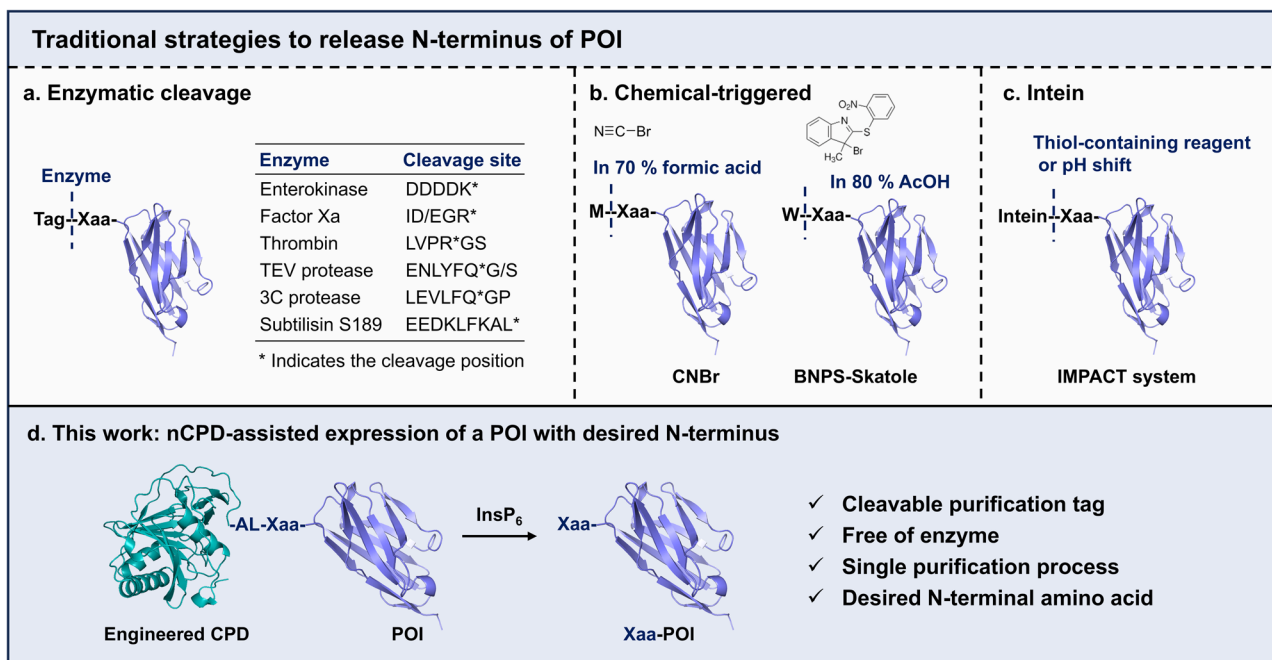 Traditional strategies to release N-terminus of POI
a. Enzymatic cleavage
Enzyme
Tag--Xaa-
Enzyme Cleavage site
Enterokinase DDDDK*
Factor Xa ID/EGR*
Thrombin LVPR*GS
TEV protease ENLYFQ*G/S
3C protease LEVLFQ*GP
Subtilisin S189 EEDKLFKAL*
* Indicates the cleavage position
b. Chemical-triggered
N≡C−Br
In 70 % formic acid
M--Xaa-
CNBr
O₂N
N
S
Br
H₃C
In 80 % AcOH
W--Xaa-
BNPS-Skatole
c. Intein
Thiol-containing reagent
or pH shift
Intein--Xaa-
IMPACT system
d. This work: nCPD-assisted expression of a POI with desired N-terminus
-AL-Xaa-
Engineered CPD
POI
InsP₆
Xaa-
Xaa-POI
✓ Cleavable purification tag
✓ Free of enzyme
✓ Single purification process
✓ Desired N-terminal amino acid